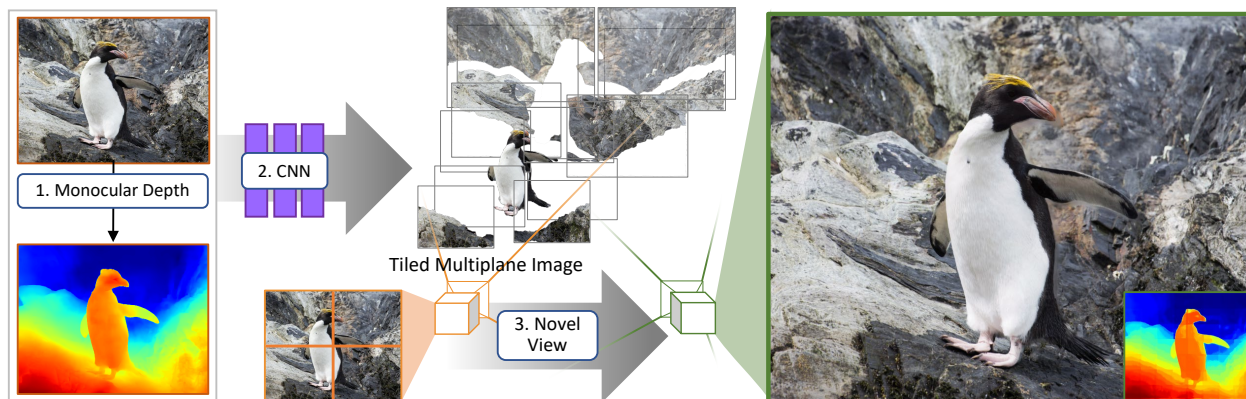 1. Monocular Depth
2. CNN
Tiled Multiplane Image
3. Novel
View